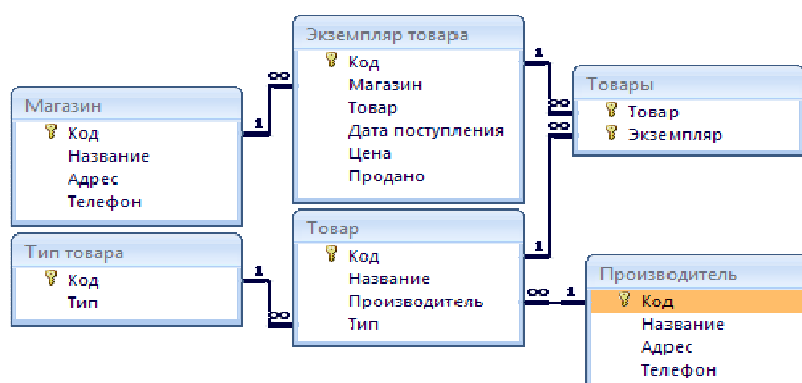 Экземпляр товара
Код
Магазин
Товар
Дата поступления
Цена
Продано
1
∞
Товары
Товар
Экземпляр
∞
∞
Магазин
Код
Название
Адрес
Телефон
1
Тип товара
Код
Тип
1
∞
Товар
Код
Название
Производитель
Тип
1
∞
1
Производитель
Код
Название
Адрес
Телефон